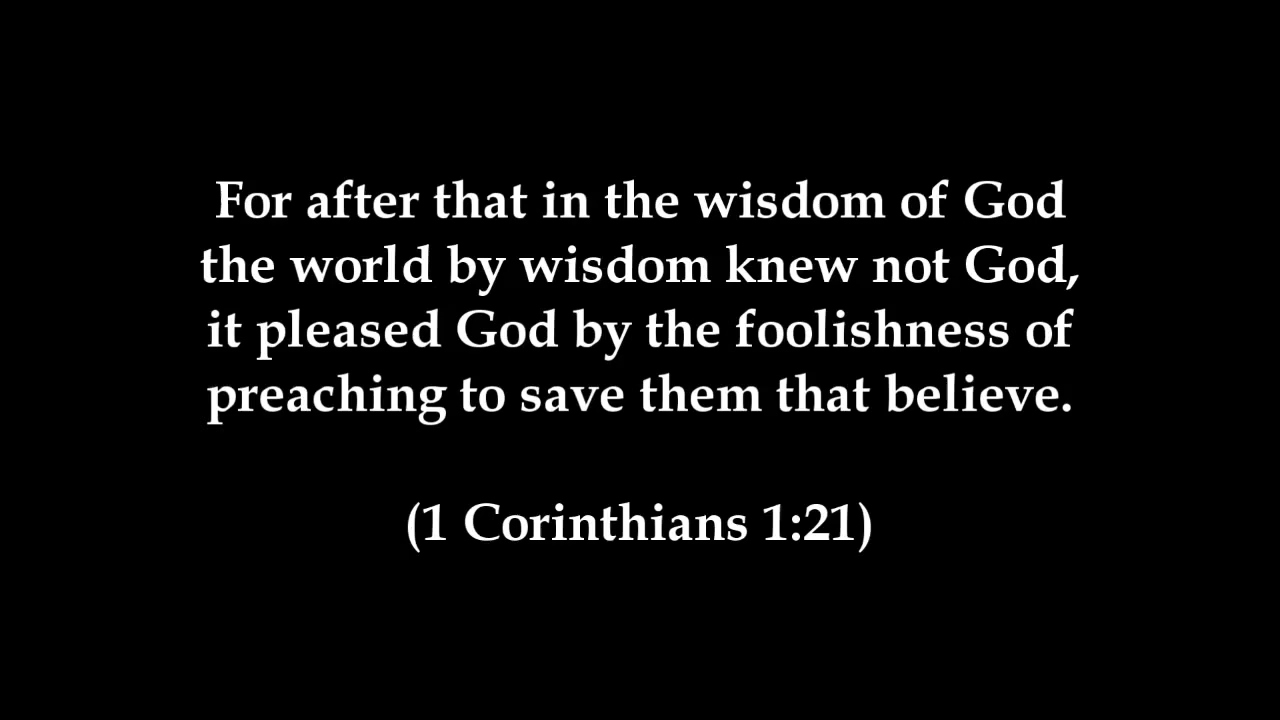 For after that in the wisdom of God
the world by wisdom knew not God,
it pleased God by the foolishness of
preaching to save them that believe.
(1 Corinthians 1:21)